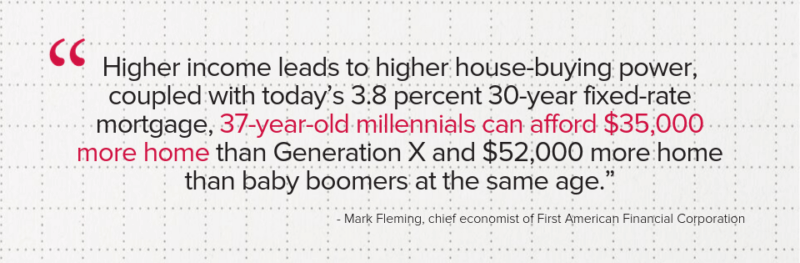 “ Higher income leads to higher house-buying power,
coupled with today’s 3.8 percent 30-year fixed-rate
mortgage, 37-year-old millennials can afford $35,000
more home than Generation X and $52,000 more home
than baby boomers at the same age.”
- Mark Fleming, chief economist of First American Financial Corporation